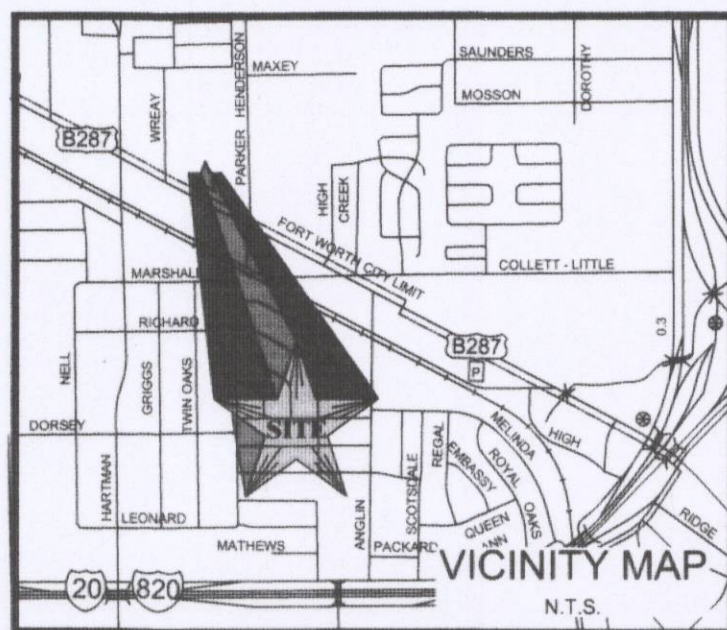 SAUNDERS
MAXEY
PARKER HENDERSON
MOSSON
DOROTHY
WREAY
B287
HIGH CREEK
FORT WORTH CITY LIMIT
MARSHALL
COLLETT - LITTLE
RICHARD
0.3
B287
P
NELL
GRIGGS
TWIN OAKS
DORSEY
SITE
MELINDA
HIGH
REGAL
EMBASSY
ROYAL OAKS
SCOTSDALE
HARTMAN
LEONARD
ANGLIN
QUEEN ANN
RIDGE
MATHEWS
PACKARD
VICINITY MAP
20
820
N.T.S.